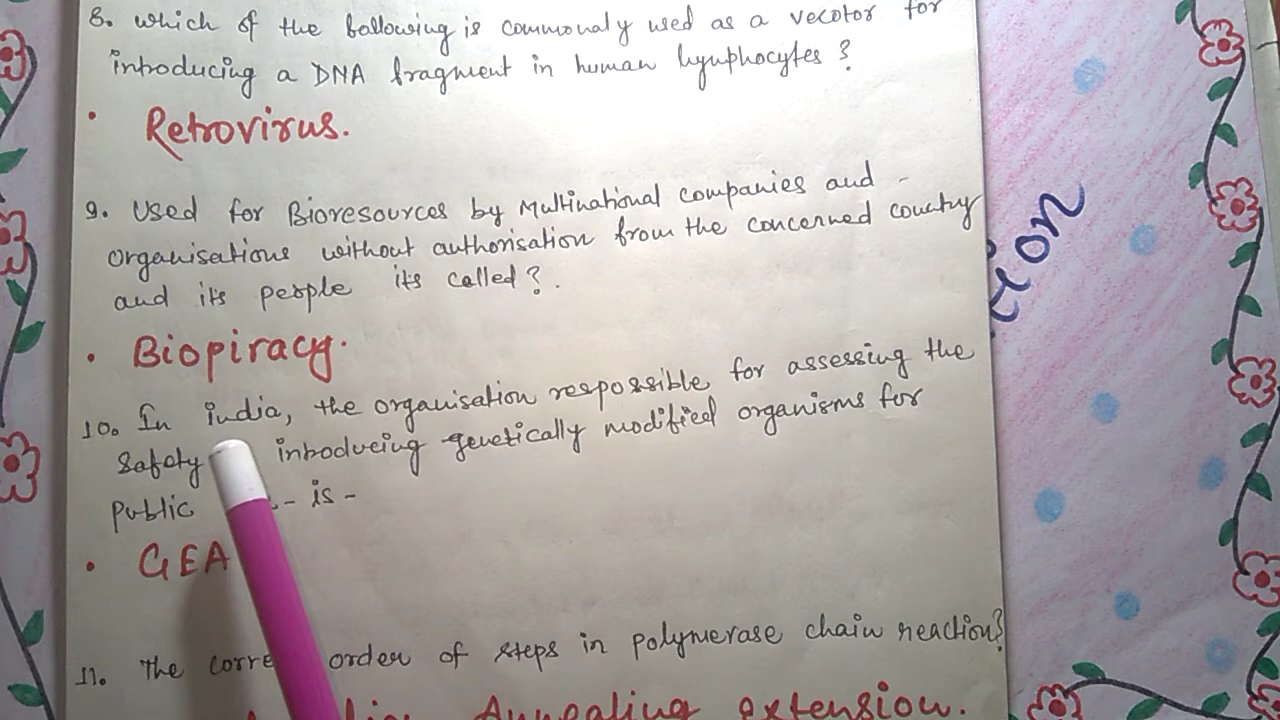 8. which of the following is commonaly used as a vecotor for
introducing a DNA fragment in human lymphocytes ?
• Retrovirus.
9. Used for Bioresources by Multinational companies and -
organisations without authorisation from the concerned country
and its people it's called ?.
• Biopiracy.
10. In india, the organisation respossible for assessing the
Safety introducing genetically modified organisms for
Public - is -
• GEA
11. The order of steps in polymerase chain reaction?
Annealing extension.
tion